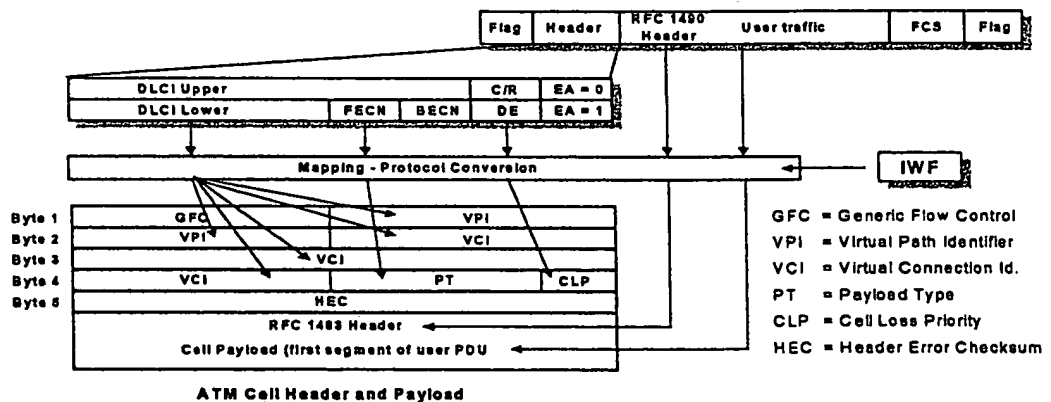 Flag Header RFC 1490 Header User traffic FCS Flag
DLCI Upper C/R EA = 0
DLCI Lower FECN BECN DE EA = 1
Mapping - Protocol Conversion
IWF
Byte 1 GFC VPI
Byte 2 VPI VCI
Byte 3 VCI
Byte 4 VCI PT CLP
Byte 5 HEC
RFC 1483 Header
Cell Payload (first segment of user PDU
ATM Cell Header and Payload
GFC = Generic Flow Control
VPI = Virtual Path Identifier
VCI = Virtual Connection Id.
PT = Payload Type
CLP = Cell Loss Priority
HEC = Header Error Checksum